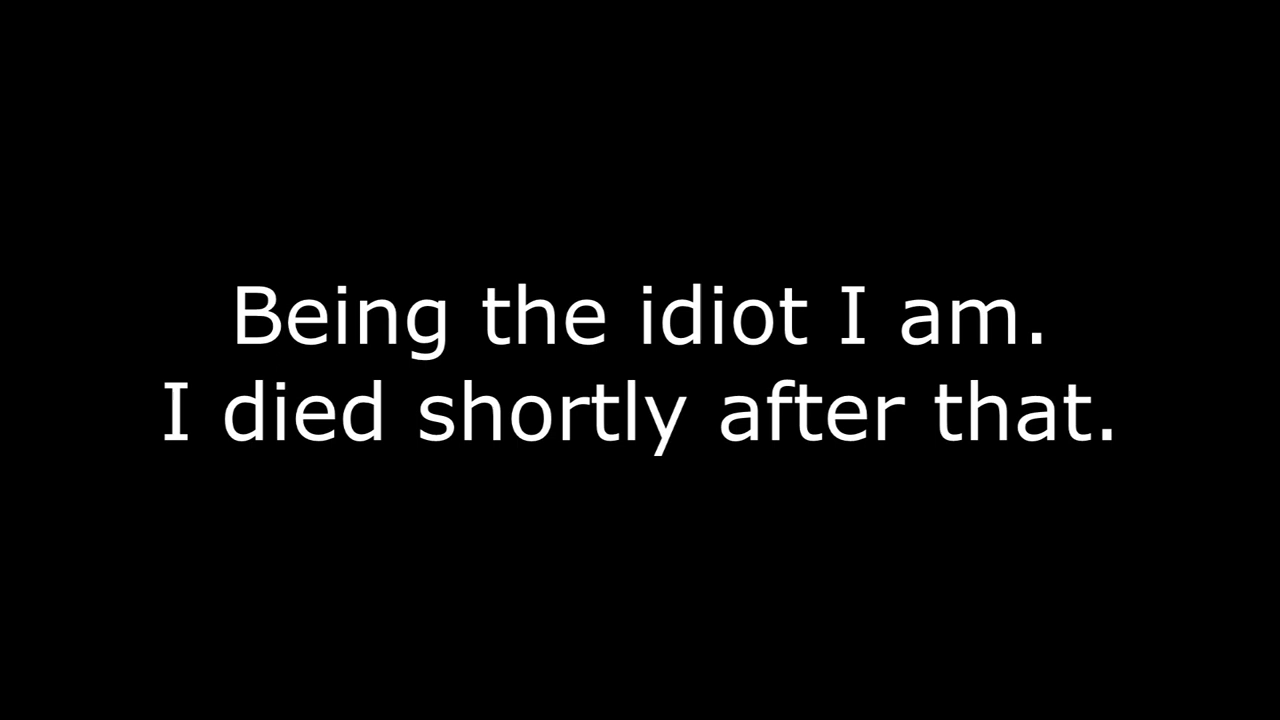 Being the idiot I am.
I died shortly after that.